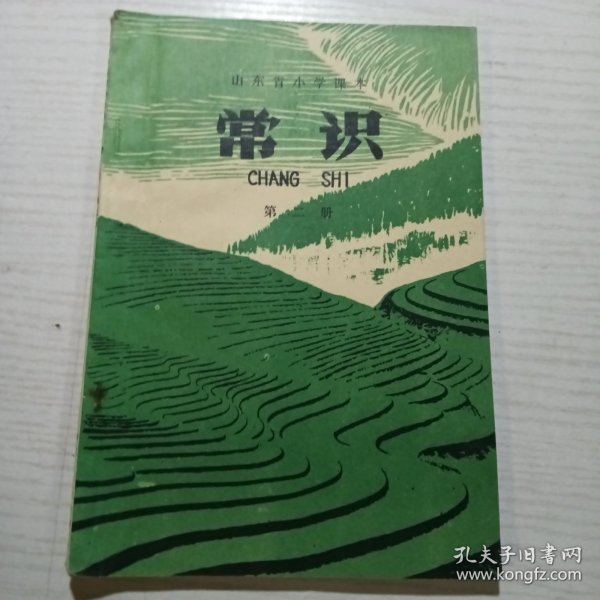 山东省小学课本
常识
CHANG SHI
第二册
孔夫子旧书网
www.kongfz.com